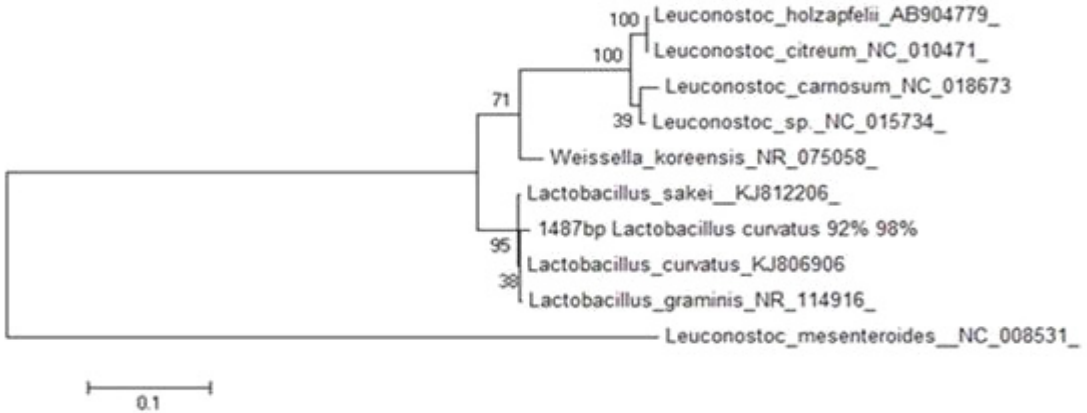 100
Leuconostoc_holzapfelii_AB904779_
100
Leuconostoc_citreum_NC_010471_
71
Leuconostoc_carnosum_NC_018673
39
Leuconostoc_sp._NC_015734_
Weissella_koreensis_NR_075058_
Lactobacillus_sakei__KJ812206_
1487bp Lactobacillus curvatus 92% 98%
95
Lactobacillus_curvatus_KJ806906
38
Lactobacillus_graminis_NR_114916_
Leuconostoc_mesenteroides__NC_008531_
0.1